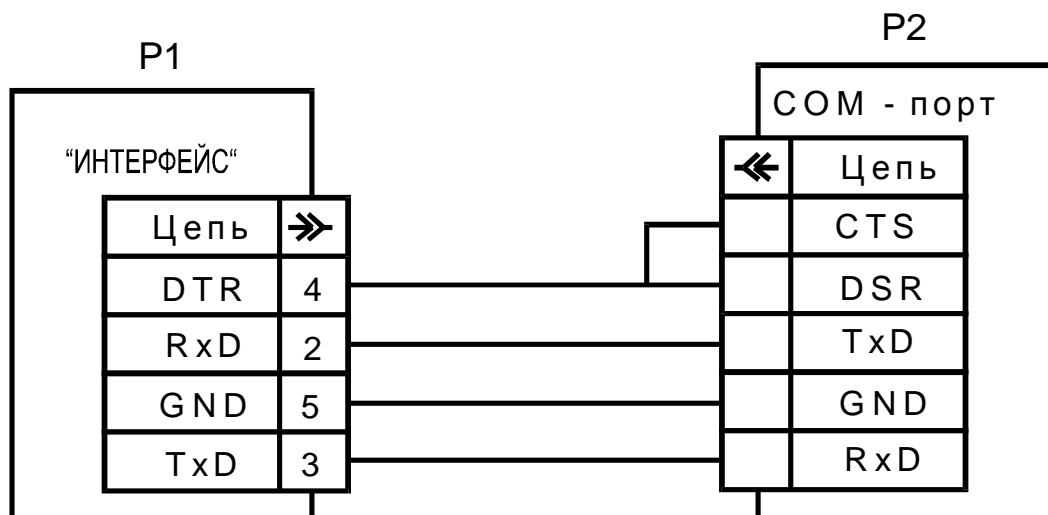 P1
"ИНТЕРФЕЙС"
Цепь
DTR 4
RxD 2
GND 5
TxD 3
P2
COM - порт
Цепь
CTS
DSR
TxD
GND
RxD